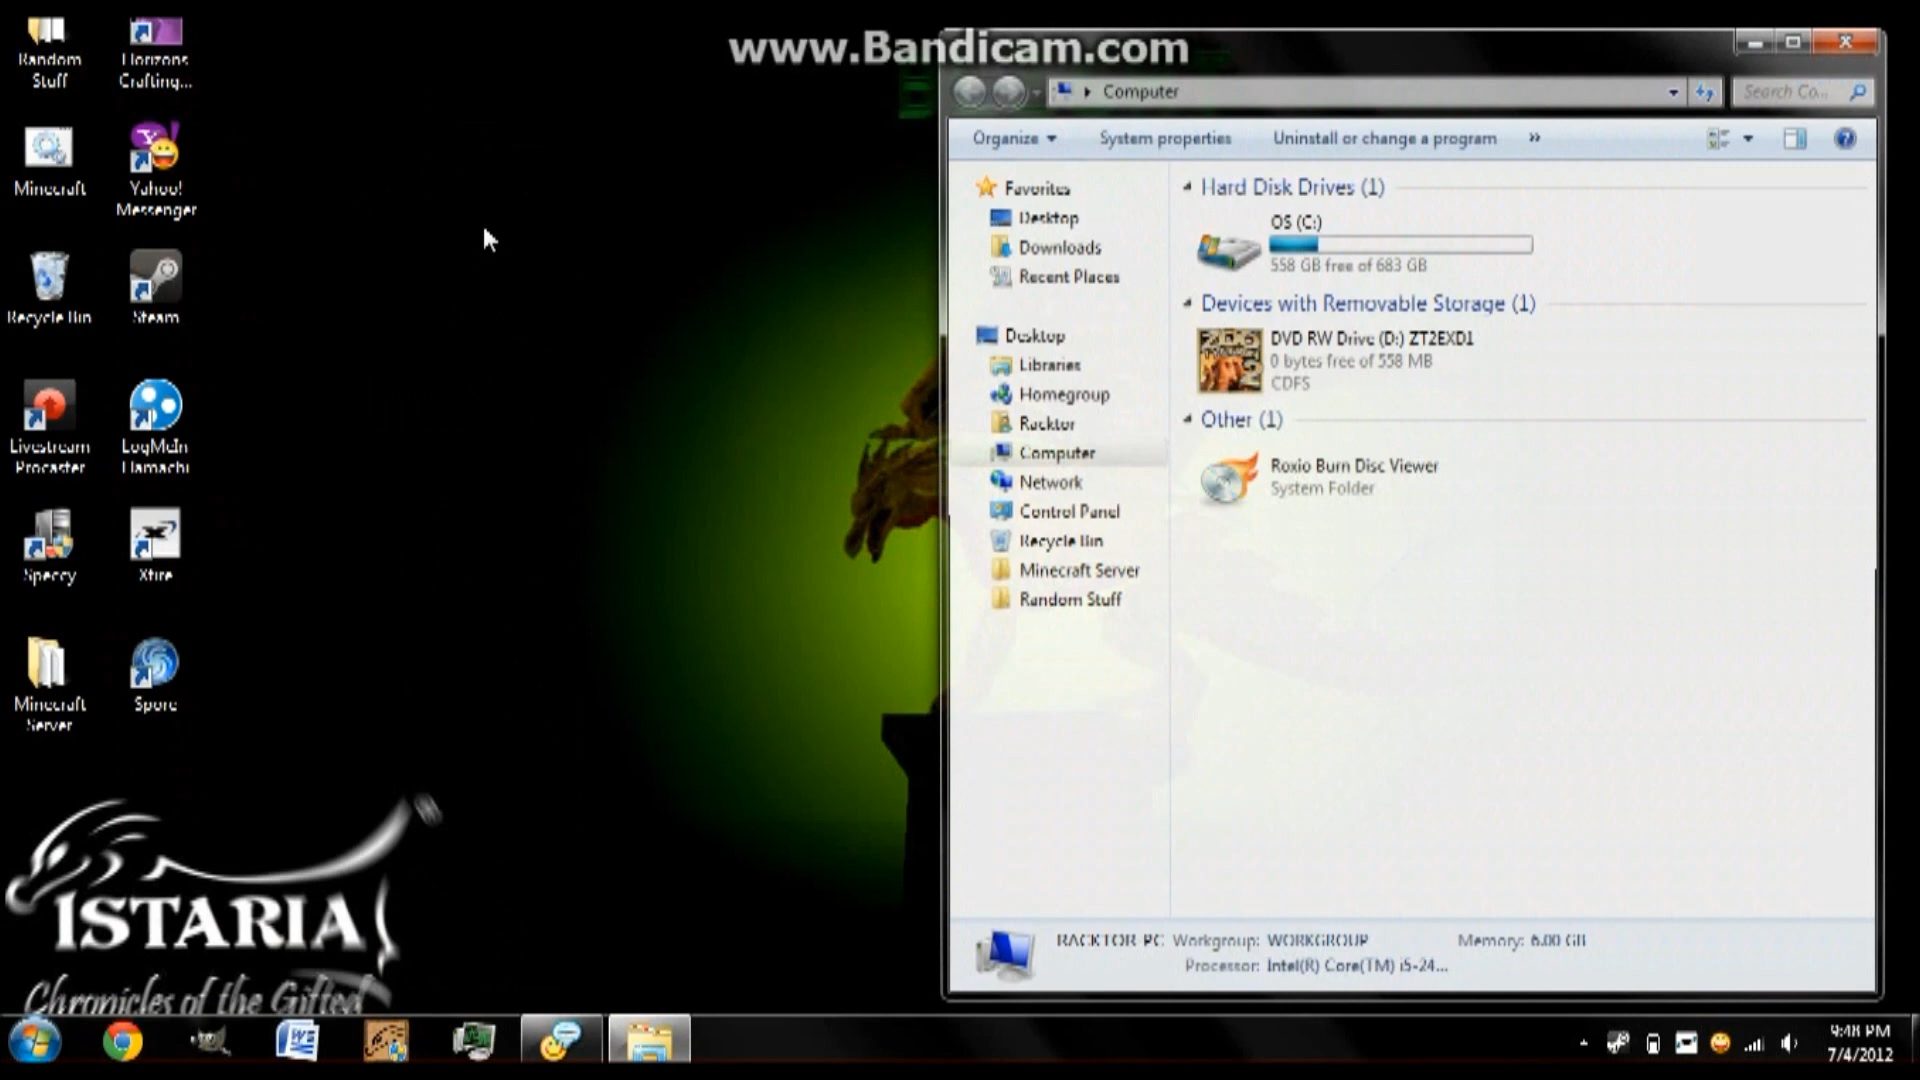 www.Bandicam.com
Random
Stuff
Horizons
Crafting...
Minecraft
Yahoo!
Messenger
Recycle Bin
Steam
Livestream
Procaster
LogMeIn
Hamachi
Speccy
Xfire
Minecraft
Server
Spore
ISTARIA
Chronicles of the Gifted
Computer
Search Co...
Organize
System properties
Uninstall or change a program
»
Favorites
Desktop
Downloads
Recent Places
Desktop
Libraries
Homegroup
Racktor
Computer
Network
Control Panel
Recycle Bin
Minecraft Server
Random Stuff
Hard Disk Drives (1)
OS (C:)
558 GB free of 683 GB
Devices with Removable Storage (1)
DVD RW Drive (D:) ZT2EXD1
0 bytes free of 558 MB
CDFS
Other (1)
Roxio Burn Disc Viewer
System Folder
RACKTOR-PC Workgroup: WORKGROUP Memory: 6.00 GB
Processor: Intel(R) Core(TM) i5-24...
9:48 PM
7/4/2012